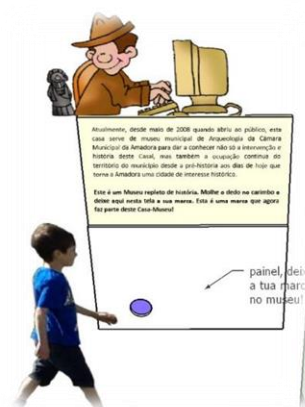 Atualmente, desde maio de 2008 quando abriu ao público, esta
casa serve de museu municipal de Arqueologia da Câmara
Municipal da Amadora para dar a conhecer não só a intervenção e
história deste Casal, mas também a ocupação contínua do
território do município desde a pré-história aos dias de hoje que
torna a Amadora uma cidade de interesse histórico.
Este é um Museu repleto de história. Molhe a dedo no carimbo e
deixe aqui nesta tela a sua marca. Esta é uma marca que agora
faz parte deste Casa-Museu!
painel, dei
a tua marc
no museu!